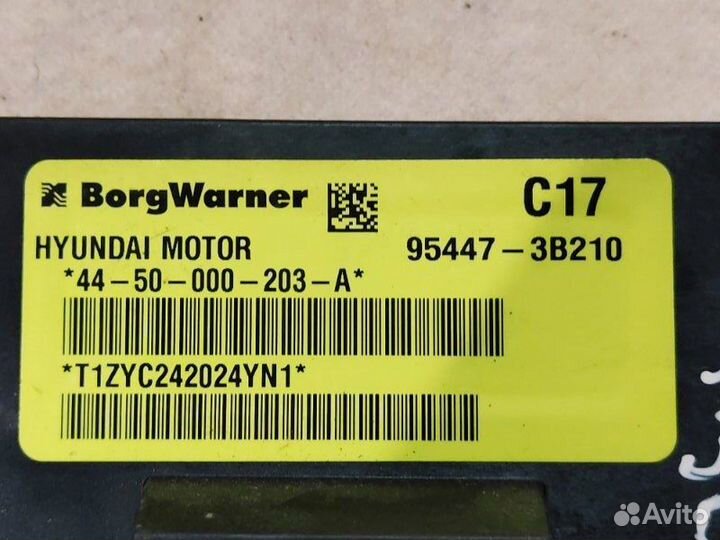 BorgWarner C17
HYUNDAI MOTOR 95447-3B210
*44-50-000-203-A*
*T1ZYC242024YN1*
Avito